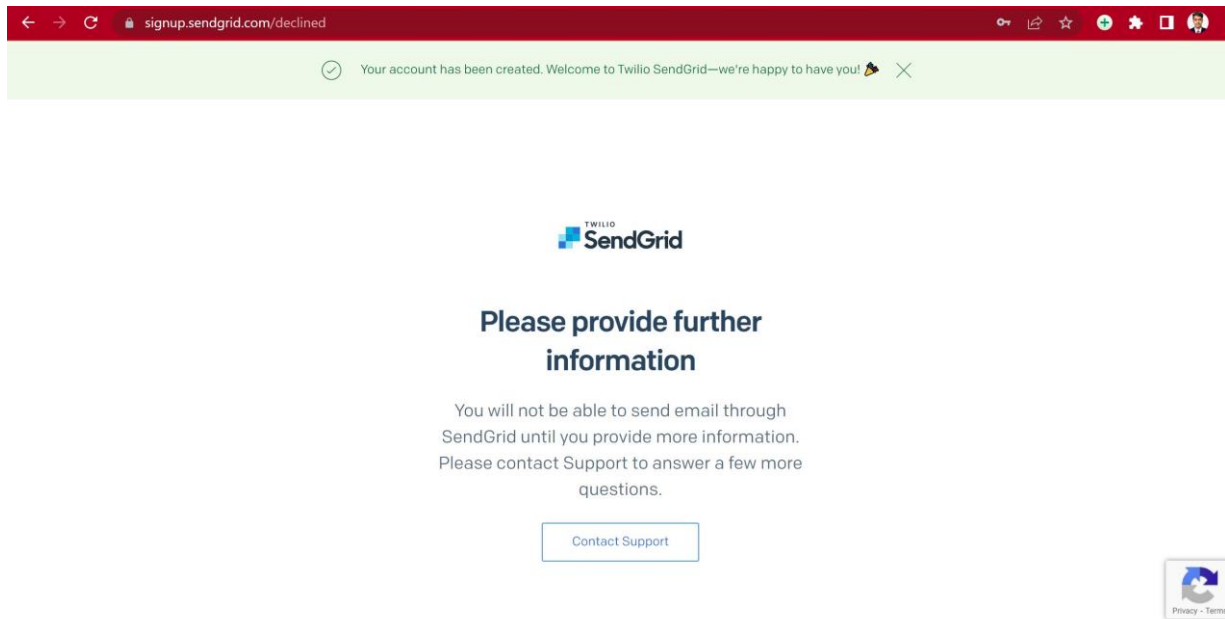 signup.sendgrid.com/declined
Your account has been created. Welcome to Twilio SendGrid—we're happy to have you! 🎉
TWILIO
SendGrid
Please provide further
information
You will not be able to send email through
SendGrid until you provide more information.
Please contact Support to answer a few more
questions.
Contact Support
Privacy - Terms